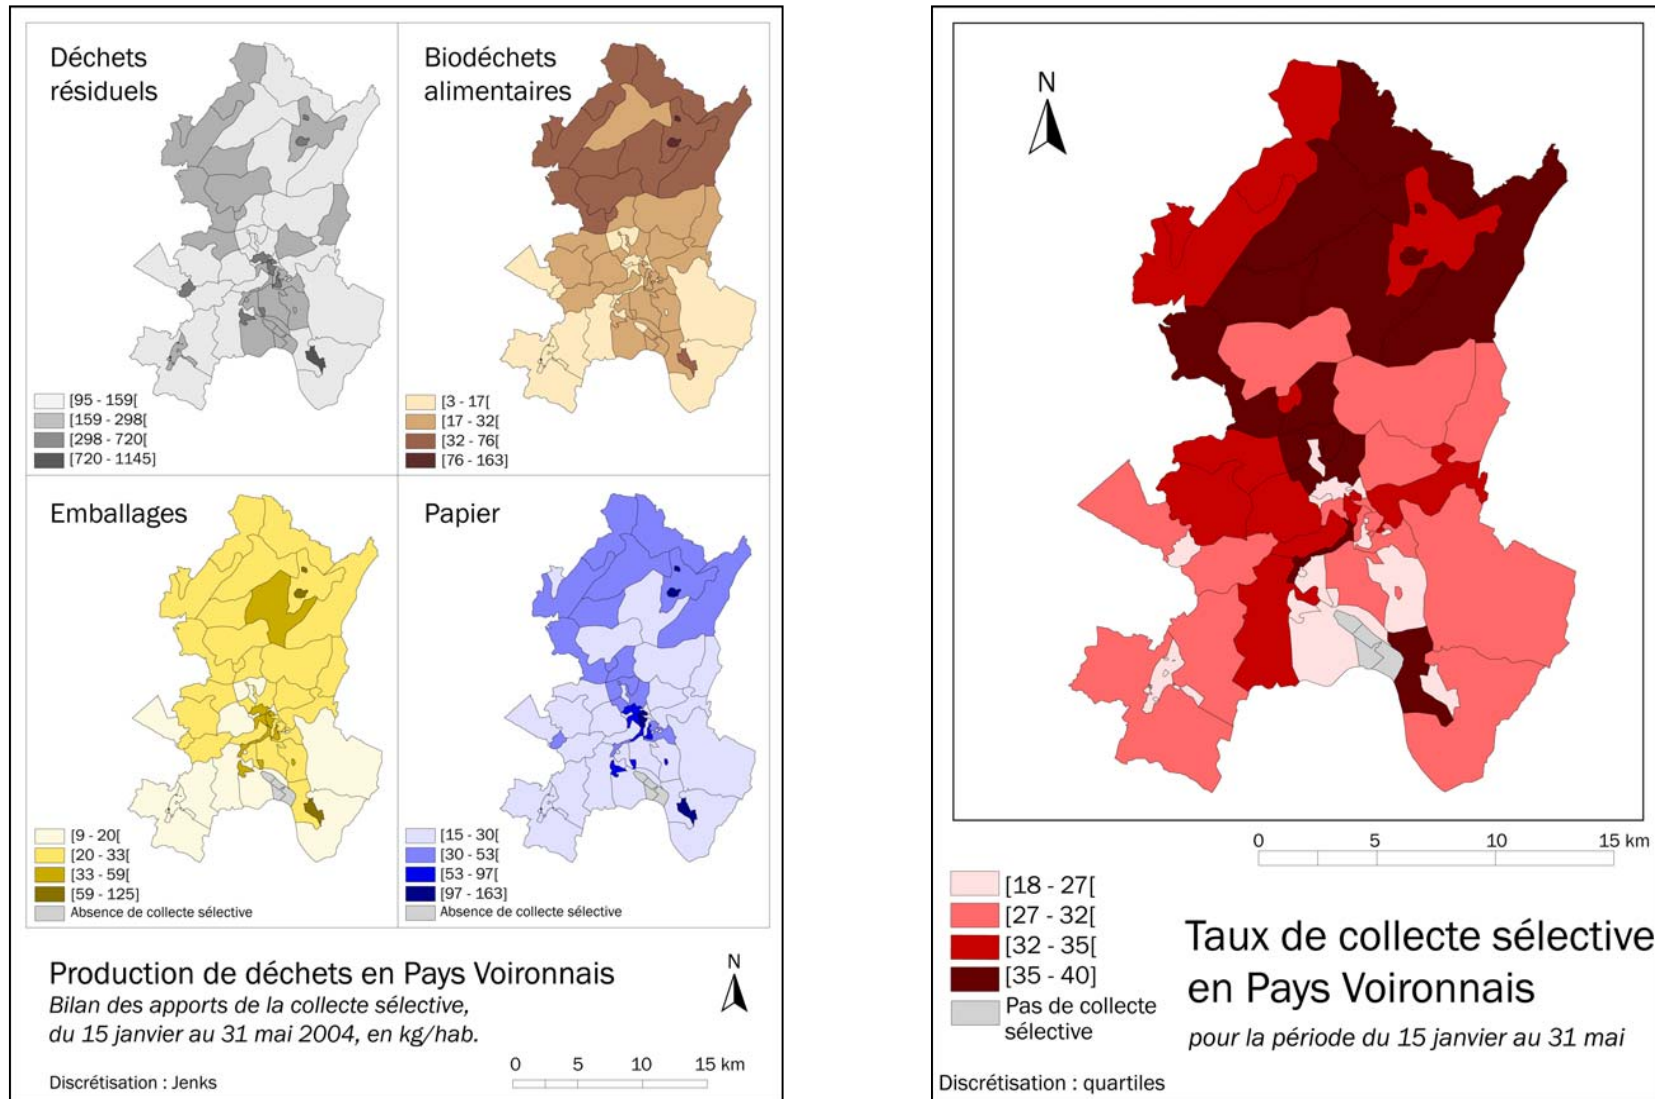 Déchets
résiduels
[95 - 159[
[159 - 298[
[298 - 720[
[720 - 1145]
Biodéchets
alimentaires
[3 - 17[
[17 - 32[
[32 - 76[
[76 - 163]
Emballages
[9 - 20[
[20 - 33[
[33 - 59[
[59 - 125]
Absence de collecte sélective
Papier
[15 - 30[
[30 - 53[
[53 - 97[
[97 - 163]
Absence de collecte sélective
Production de déchets en Pays Voironnais
Bilan des apports de la collecte sélective,
du 15 janvier au 31 mai 2004, en kg/hab.
N
0 5 10 15 km
Discrétisation : Jenks
N
0 5 10 15 km
[18 - 27[
[27 - 32[
[32 - 35[
[35 - 40]
Pas de collecte
sélective
Taux de collecte sélective
en Pays Voironnais
pour la période du 15 janvier au 31 mai
Discrétisation : quartiles